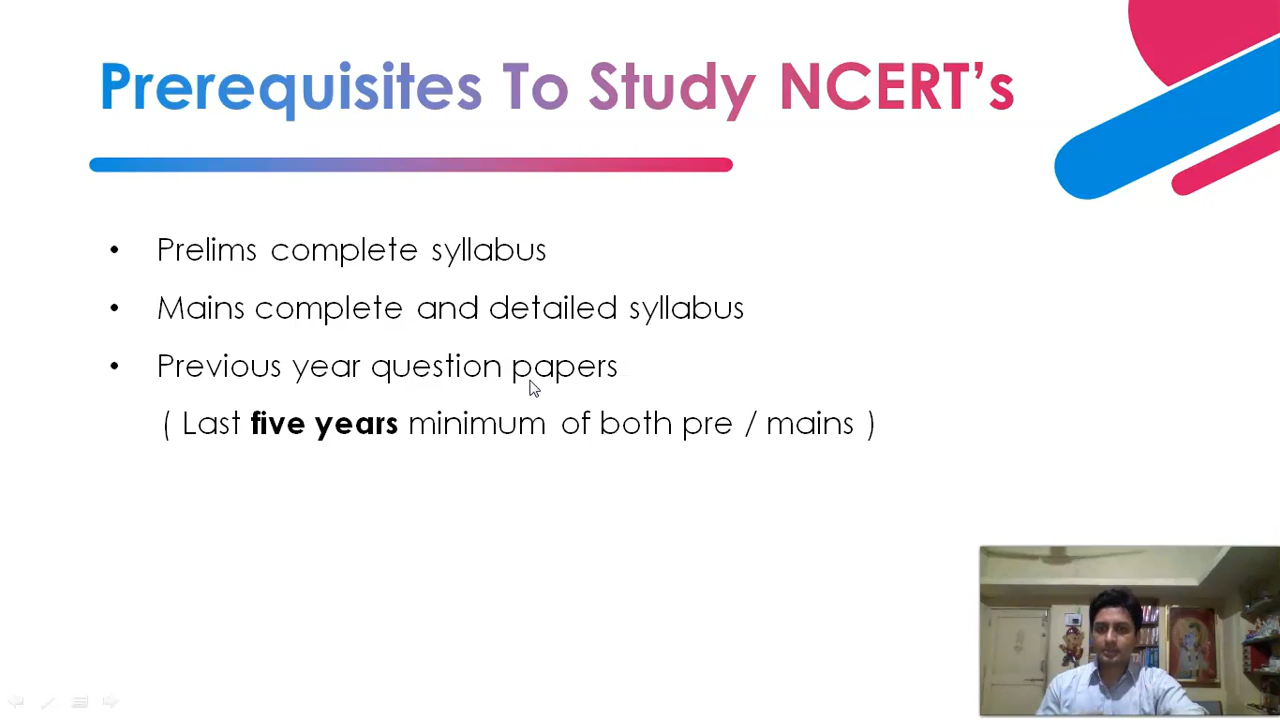 Prerequisites To Study NCERT’s
• Prelims complete syllabus
• Mains complete and detailed syllabus
• Previous year question papers
( Last five years minimum of both pre / mains )